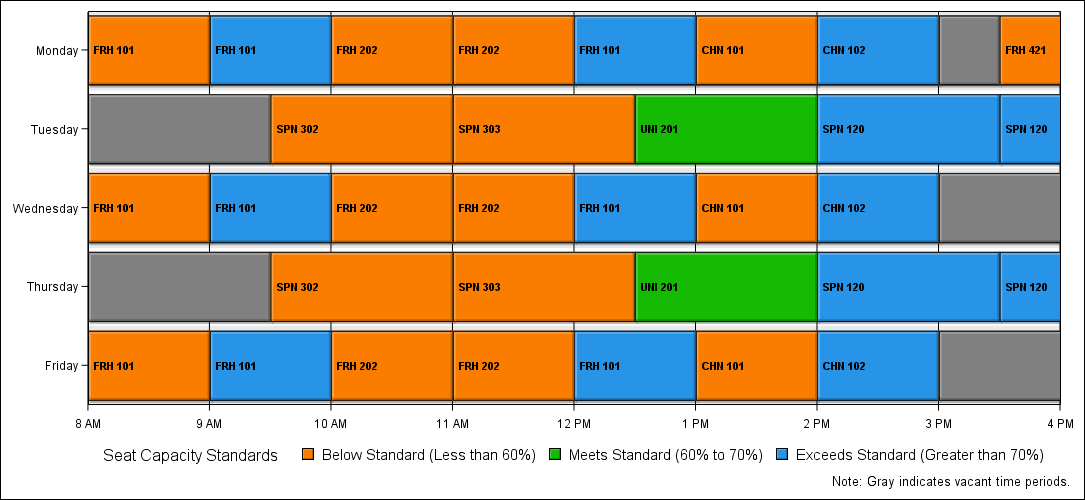 Monday FRH 101 FRH 101 FRH 202 FRH 202 FRH 101 CHN 101 CHN 102 FRH 421
Tuesday SPN 302 SPN 303 UNI 201 SPN 120 SPN 120
Wednesday FRH 101 FRH 101 FRH 202 FRH 202 FRH 101 CHN 101 CHN 102
Thursday SPN 302 SPN 303 UNI 201 SPN 120 SPN 120
Friday FRH 101 FRH 101 FRH 202 FRH 202 FRH 101 CHN 101 CHN 102
8 AM 9 AM 10 AM 11 AM 12 PM 1 PM 2 PM 3 PM 4 PM
Seat Capacity Standards Below Standard (Less than 60%) Meets Standard (60% to 70%) Exceeds Standard (Greater than 70%)
Note: Gray indicates vacant time periods.